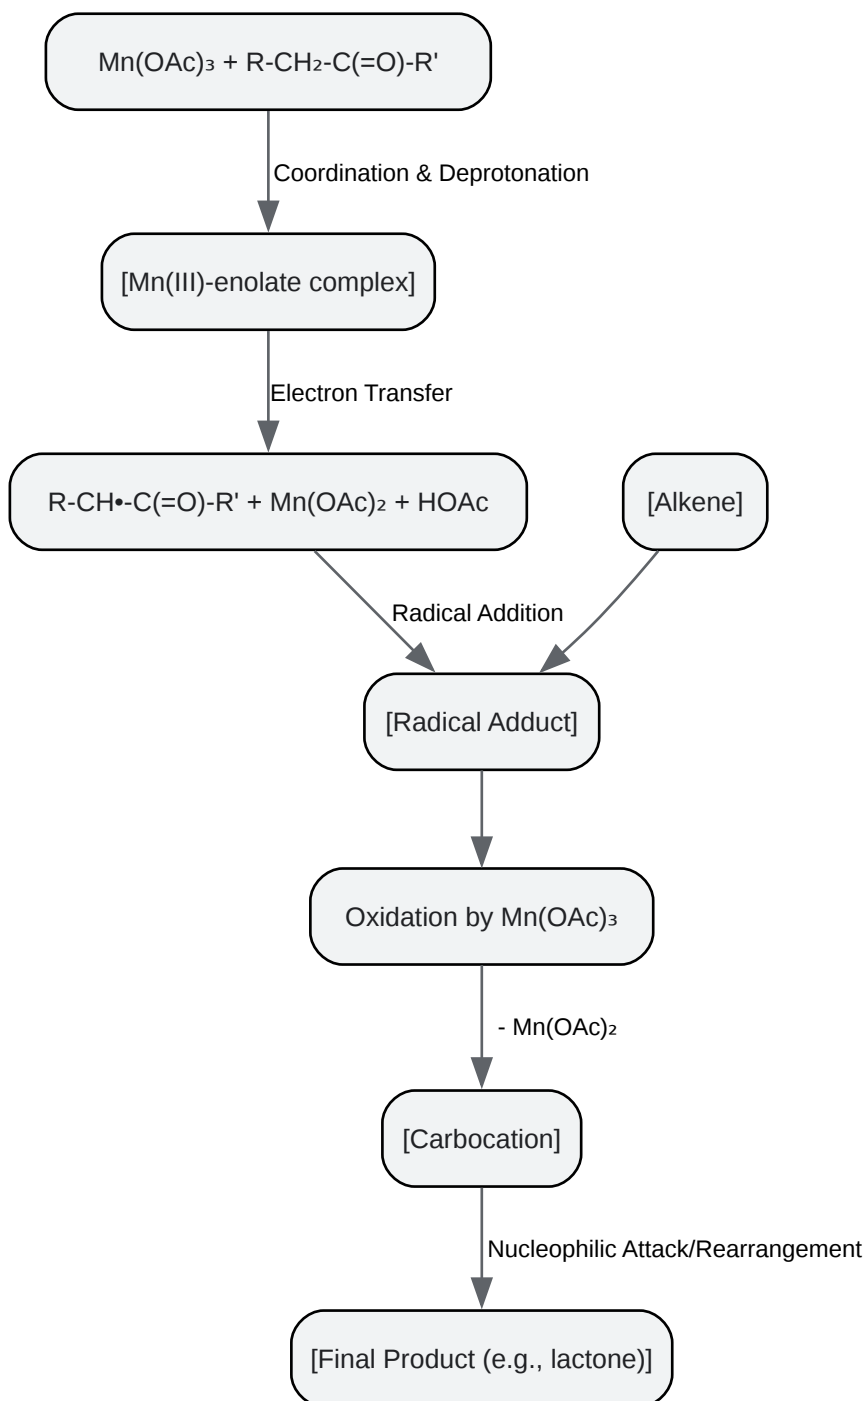 Mn(OAc)₃ + R-CH₂-C(=O)-R'
Coordination & Deprotonation
[Mn(III)-enolate complex]
Electron Transfer
R-CH•-C(=O)-R' + Mn(OAc)₂ + HOAc
[Alkene]
Radical Addition
[Radical Adduct]
Oxidation by Mn(OAc)₃
- Mn(OAc)₂
[Carbocation]
Nucleophilic Attack/Rearrangement
[Final Product (e.g., lactone)]